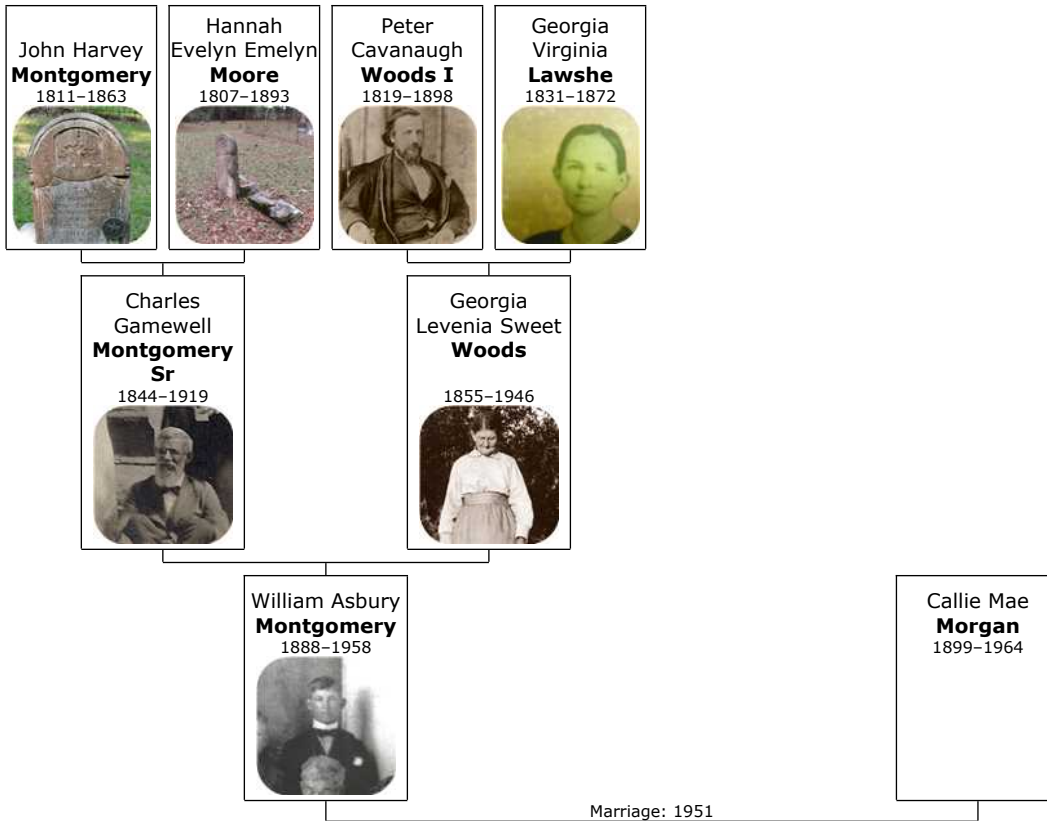 John Harvey
Montgomery
1811–1863
Hannah
Evelyn Emelyn
Moore
1807–1893
Peter
Cavanaugh
Woods I
1819–1898
Georgia
Virginia
Lawshe
1831–1872
Charles
Gamewell
Montgomery
Sr
1844–1919
Georgia
Levenia Sweet
Woods
1855–1946
William Asbury
Montgomery
1888–1958
Callie Mae
Morgan
1899–1964
Marriage: 1951